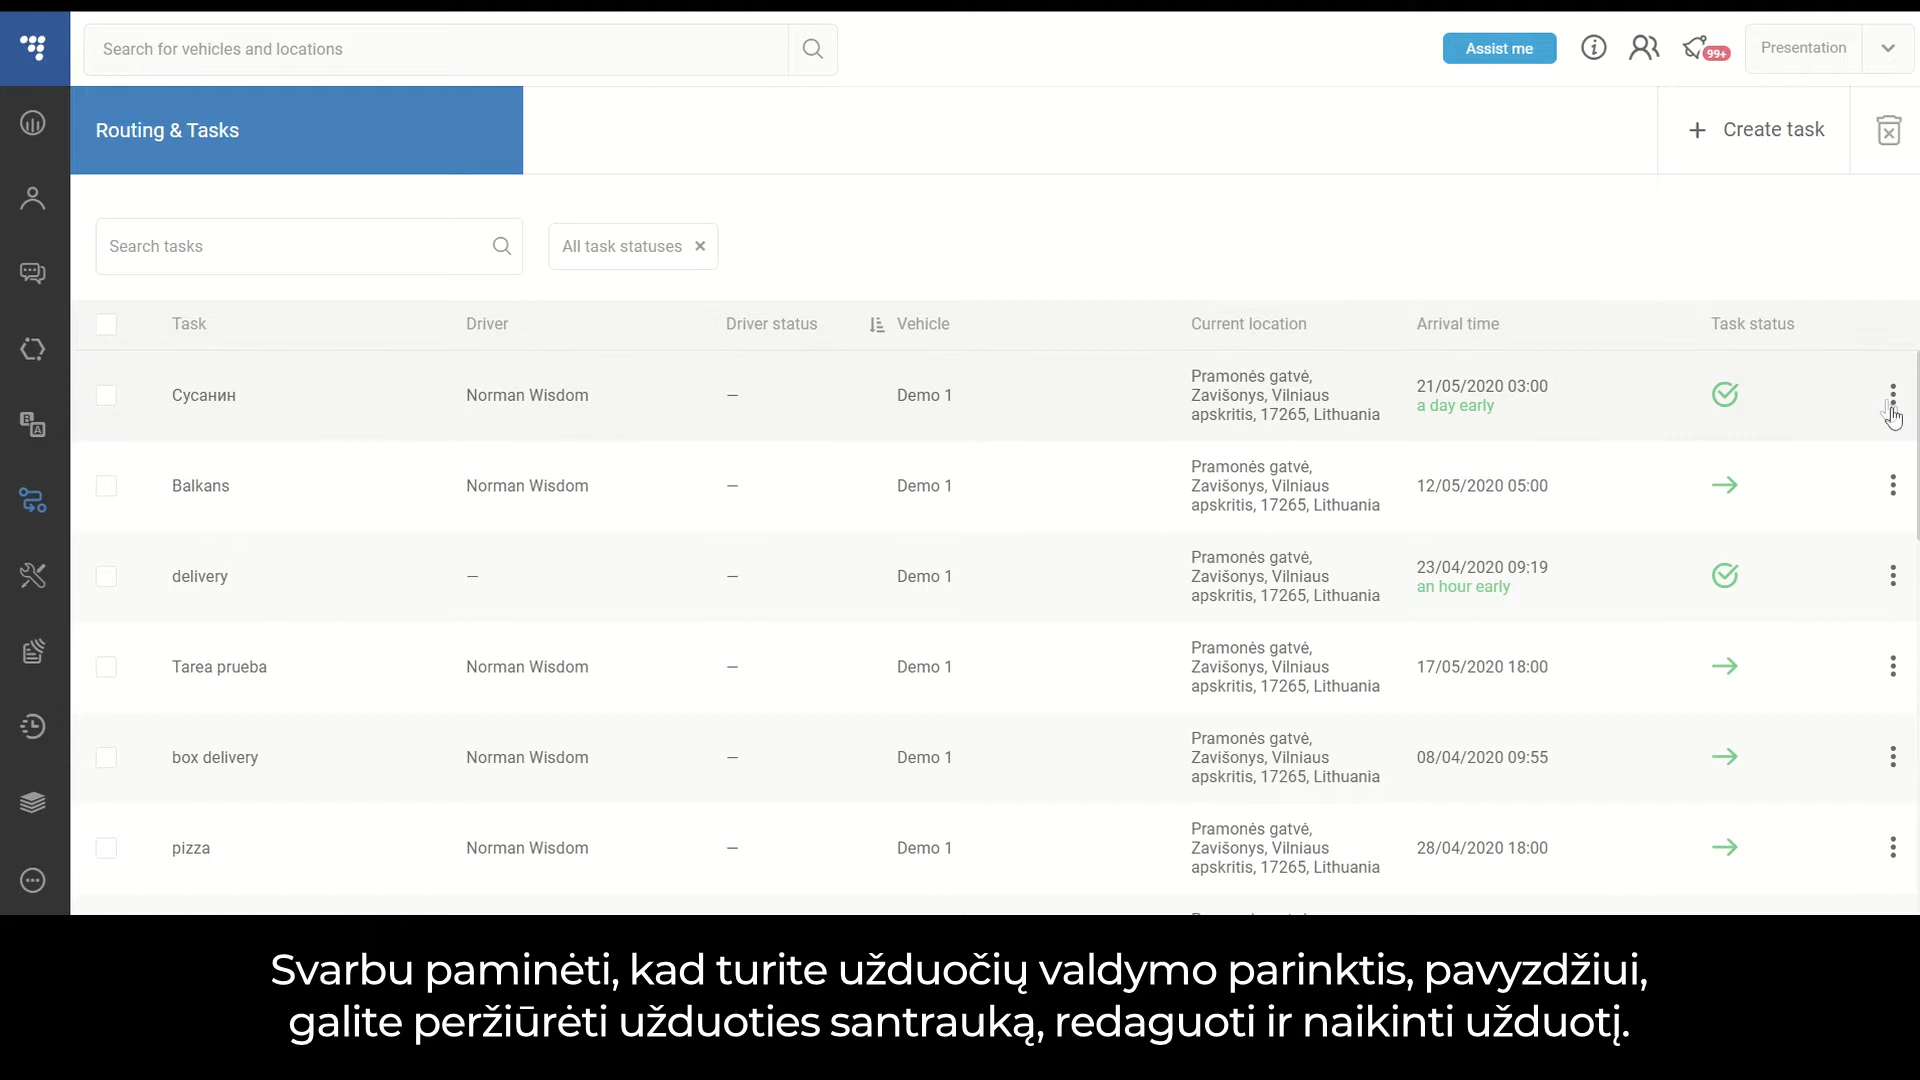 Search for vehicles and locations
Assist me
99+
Presentation
Routing & Tasks
+ Create task
Search tasks
All task statuses ×
Task Driver Driver status Vehicle Current location Arrival time Task status
Сусанин Norman Wisdom — Demo 1
Pramonės gatvė,
Zavišonys, Vilniaus
apskritis, 17265, Lithuania
21/05/2020 03:00
a day early
Balkans Norman Wisdom — Demo 1
Pramonės gatvė,
Zavišonys, Vilniaus
apskritis, 17265, Lithuania
12/05/2020 05:00
delivery — — Demo 1
Pramonės gatvė,
Zavišonys, Vilniaus
apskritis, 17265, Lithuania
23/04/2020 09:19
an hour early
Tarea prueba Norman Wisdom — Demo 1
Pramonės gatvė,
Zavišonys, Vilniaus
apskritis, 17265, Lithuania
17/05/2020 18:00
box delivery Norman Wisdom — Demo 1
Pramonės gatvė,
Zavišonys, Vilniaus
apskritis, 17265, Lithuania
08/04/2020 09:55
pizza Norman Wisdom — Demo 1
Pramonės gatvė,
Zavišonys, Vilniaus
apskritis, 17265, Lithuania
28/04/2020 18:00
Svarbu paminėti, kad turite užduočių valdymo parinktis, pavyzdžiui,
galite peržiūrėti užduoties santrauką, redaguoti ir naikinti užduotį.